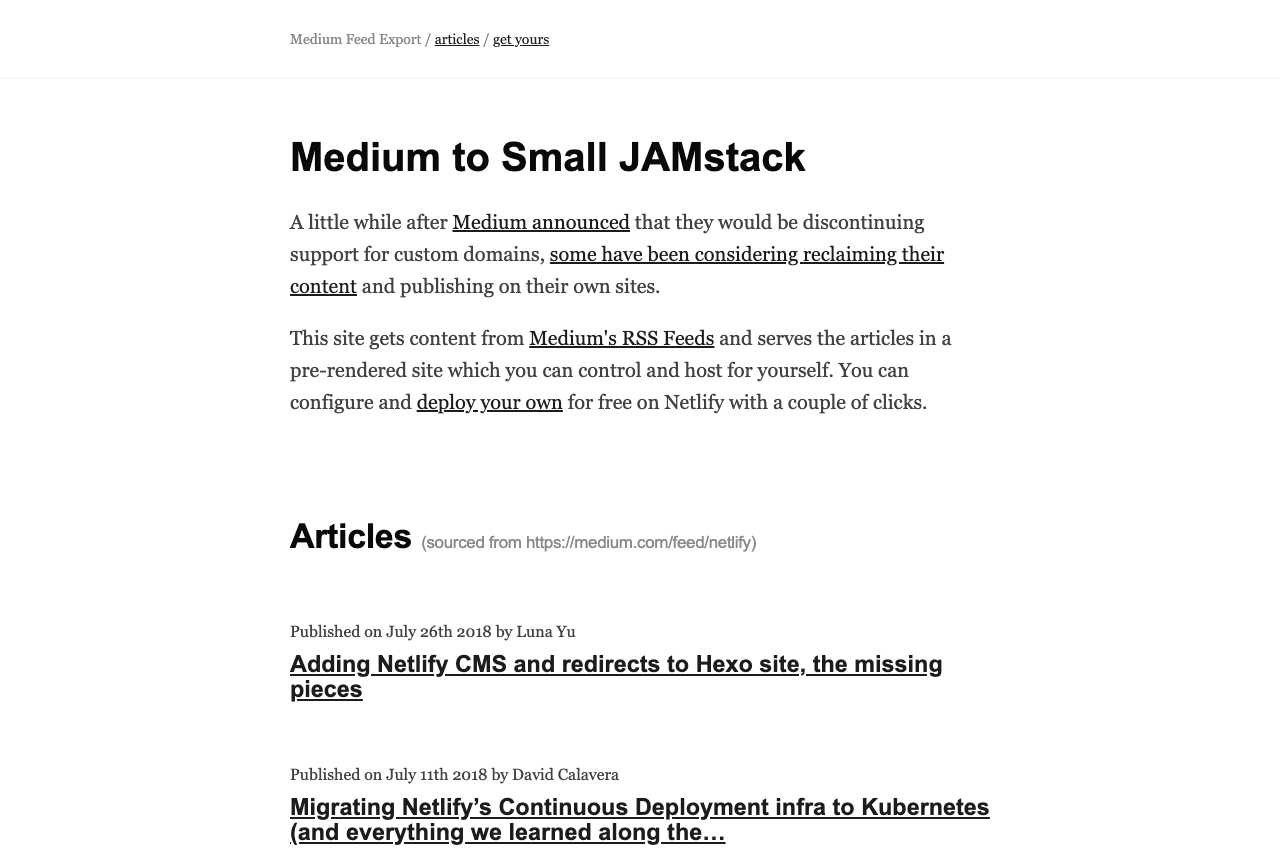 Medium Feed Export / articles / get yours
Medium to Small JAMstack
A little while after Medium announced that they would be discontinuing
support for custom domains, some have been considering reclaiming their
content and publishing on their own sites.
This site gets content from Medium's RSS Feeds and serves the articles in a
pre-rendered site which you can control and host for yourself. You can
configure and deploy your own for free on Netlify with a couple of clicks.
Articles (sourced from https://medium.com/feed/netlify)
Published on July 26th 2018 by Luna Yu
Adding Netlify CMS and redirects to Hexo site, the missing
pieces
Published on July 11th 2018 by David Calavera
Migrating Netlify’s Continuous Deployment infra to Kubernetes
(and everything we learned along the…